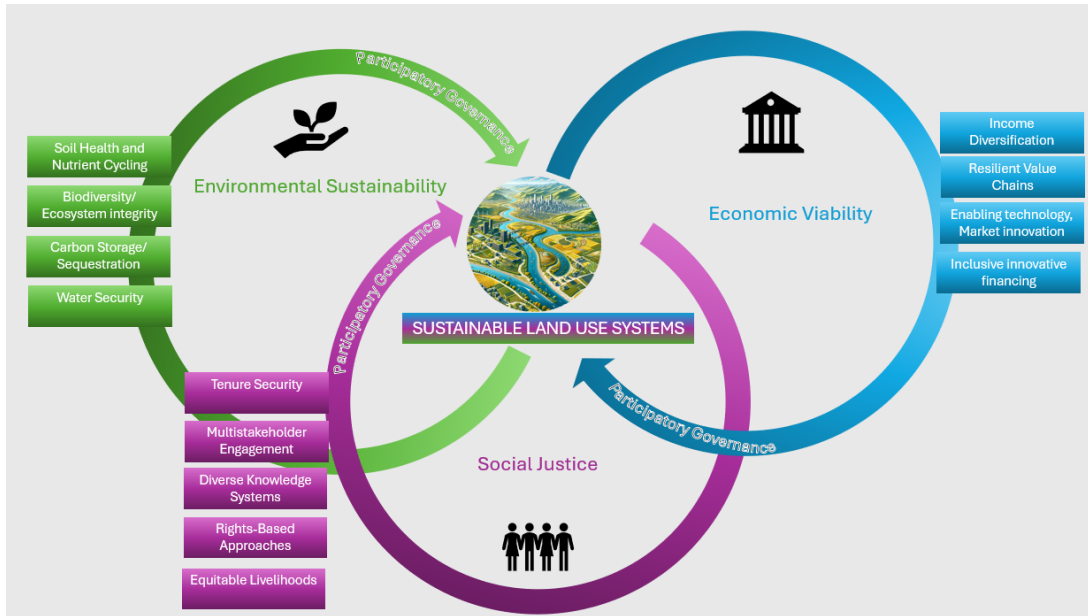 Participatory Governance
Soil Health and
Nutrient Cycling
Biodiversity/
Ecosystem integrity
Carbon Storage/
Sequestration
Water Security
Environmental Sustainability
Economic Viability
Income
Diversification
Resilient Value
Chains
Enabling technology,
Market innovation
Inclusive innovative
financing
Participatory Governance
SUSTAINABLE LAND USE SYSTEMS
Participatory Governance
Tenure Security
Multistakeholder
Engagement
Diverse Knowledge
Systems
Rights-Based
Approaches
Equitable Livelihoods
Social Justice